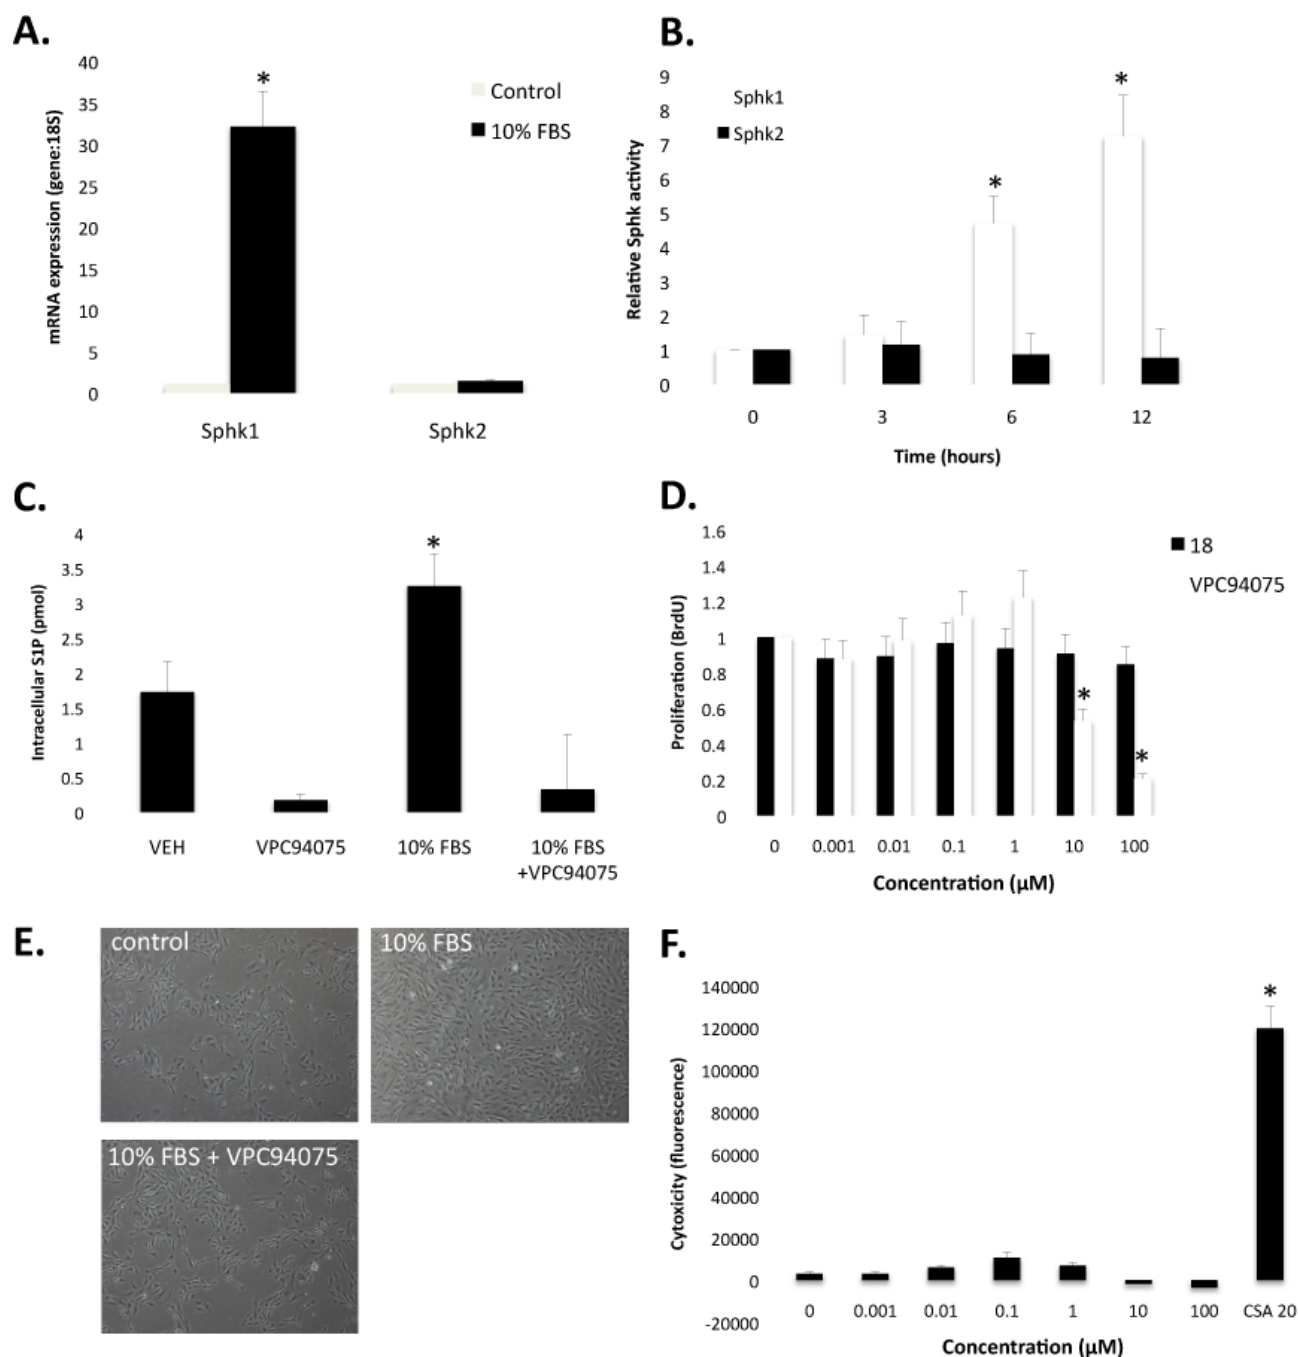 A.
mRNA expression (gene:18S)
40
35
30
25
20
15
10
5
0
*
Control
10% FBS
Sphk1
Sphk2
B.
Relative Sphk activity
9
8
7
6
5
4
3
2
1
0
Sphk1
Sphk2
*
*
0
3
6
12
Time (hours)
C.
Intracellular S1P (pmol)
4
3.5
3
2.5
2
1.5
1
0.5
0
*
VEH
VPC94075
10% FBS
10% FBS
+VPC94075
D.
Proliferation (BrdU)
1.6
1.4
1.2
1
0.8
0.6
0.4
0.2
0
18
VPC94075
*
*
0
0.001
0.01
0.1
1
10
100
Concentration (µM)
E.
control
10% FBS
10% FBS + VPC94075
F.
Cytoxicity (fluorescence)
140000
120000
100000
80000
60000
40000
20000
0
-20000
*
0
0.001
0.01
0.1
1
10
100
CSA 20
Concentration (µM)